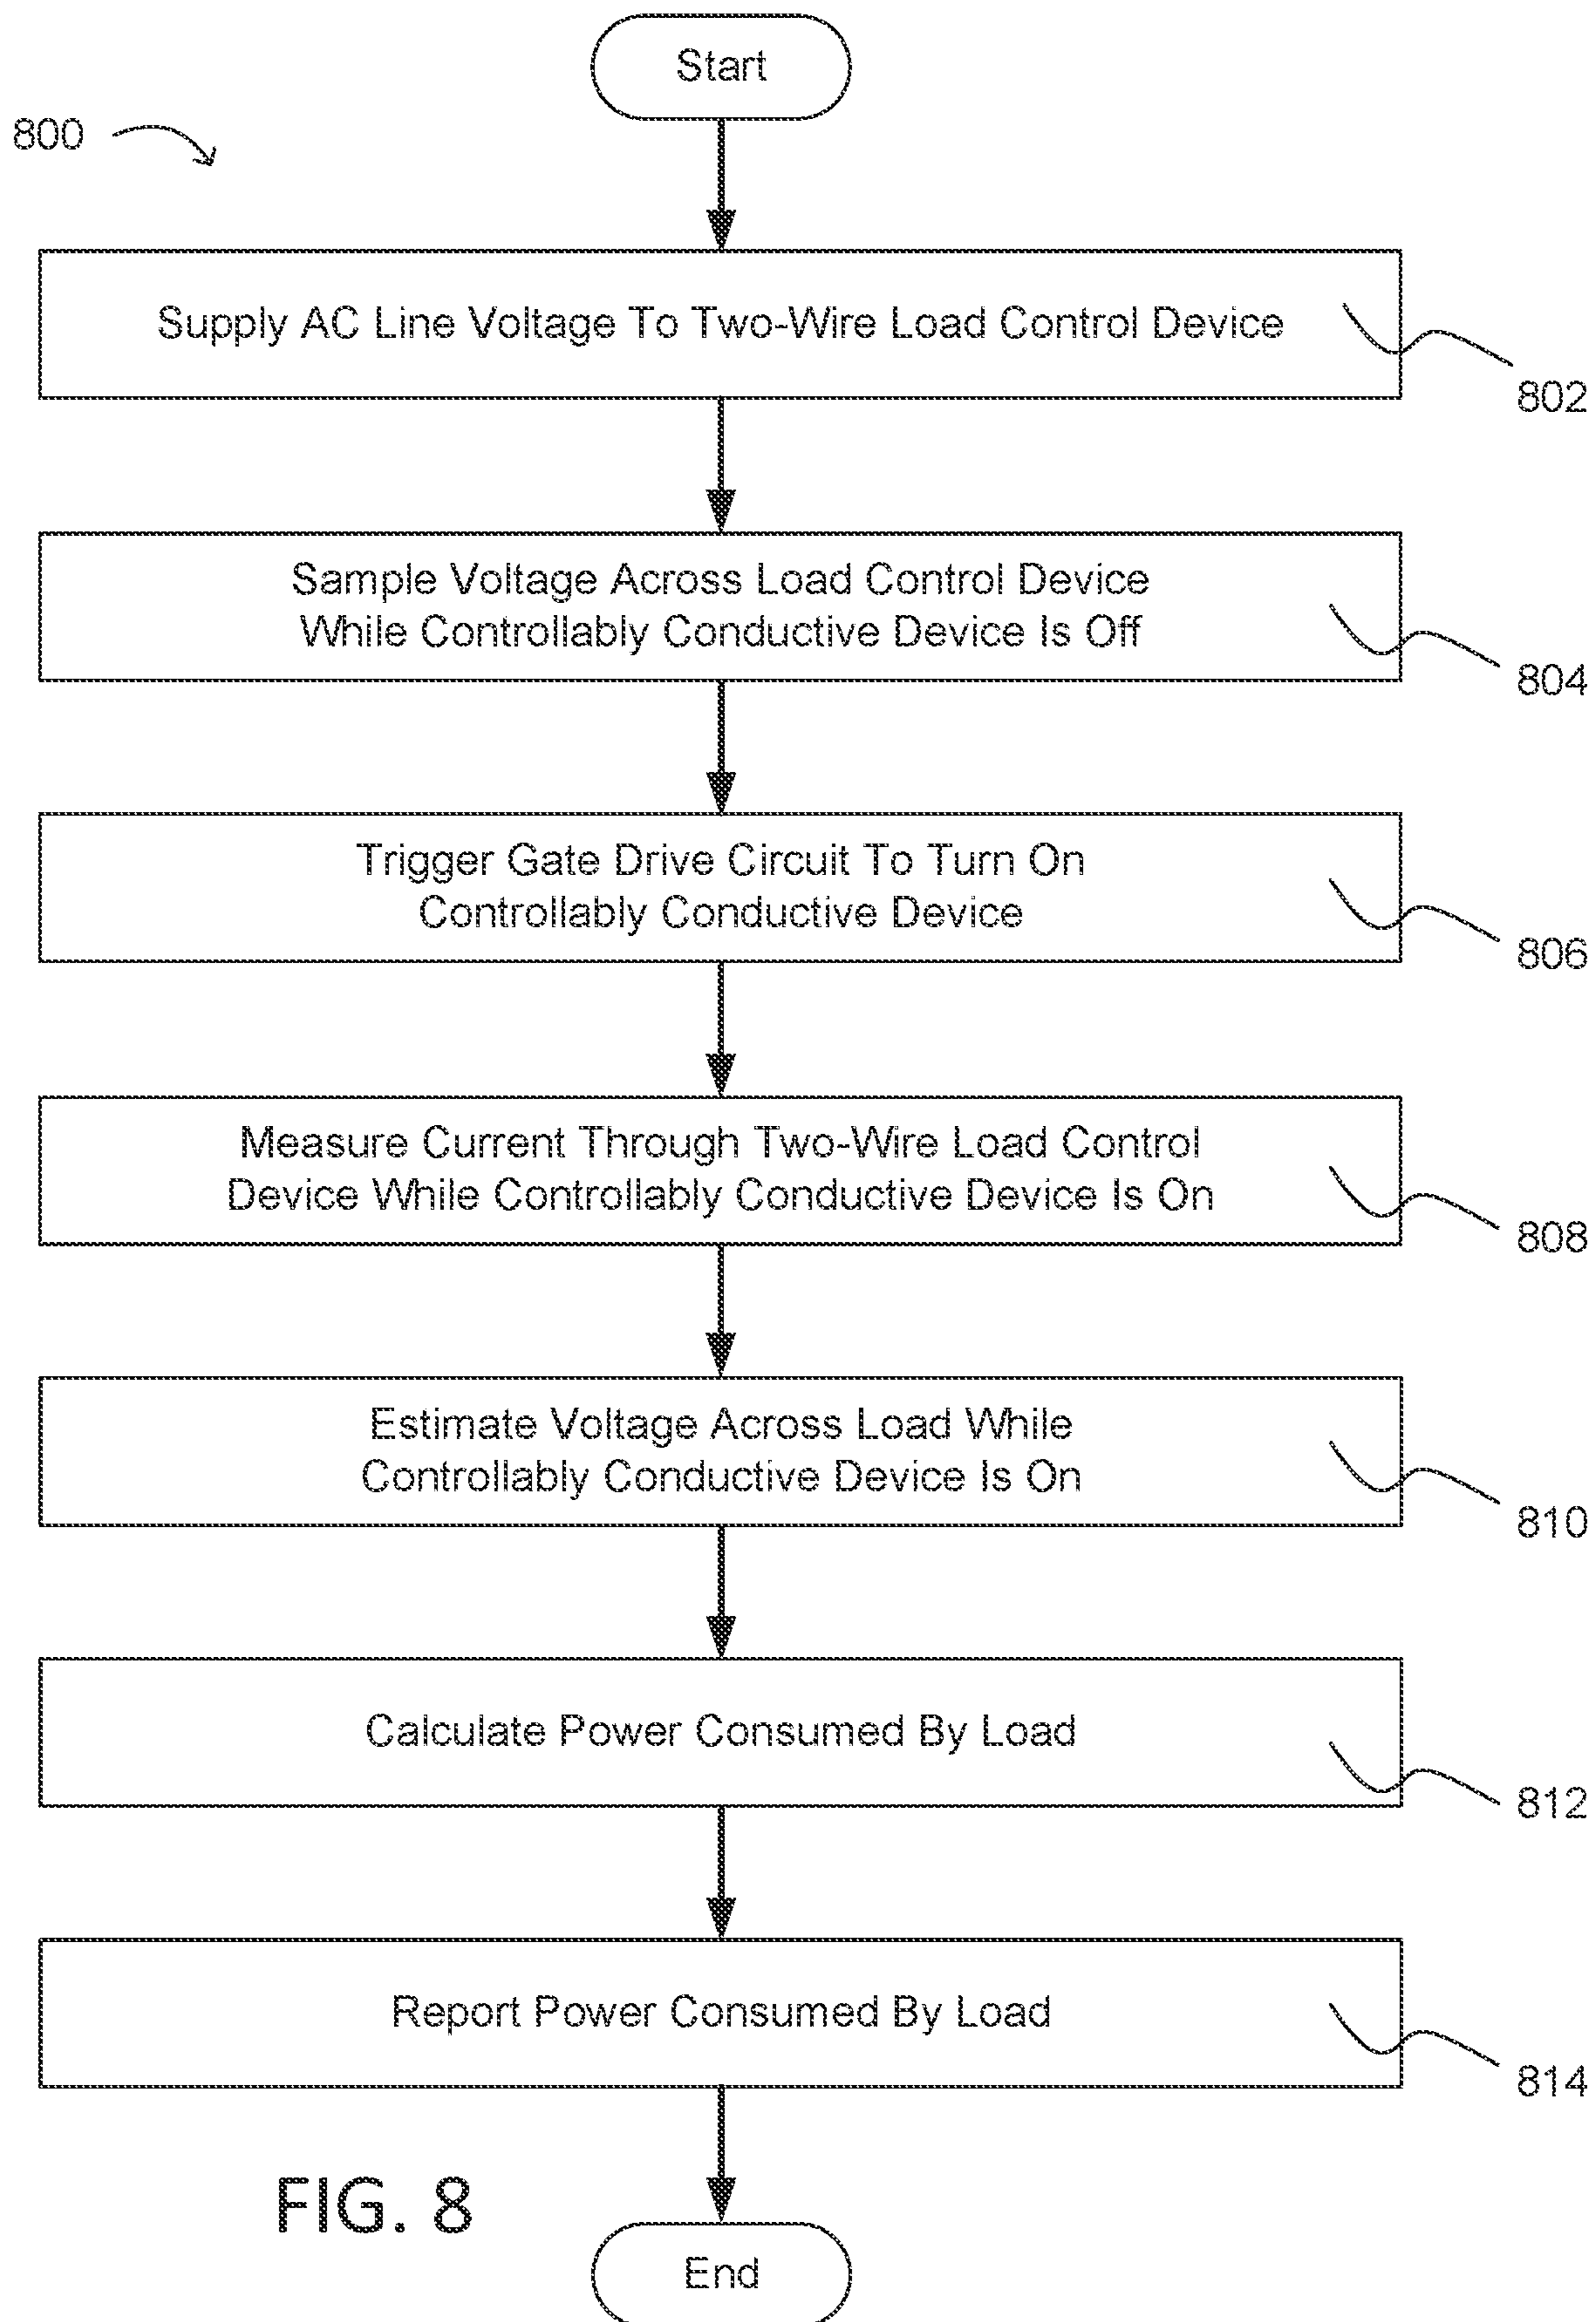 Start
800
Supply AC Line Voltage To Two-Wire Load Control Device
802
Sample Voltage Across Load Control Device
While Controllably Conductive Device Is Off
804
Trigger Gate Drive Circuit To Turn On
Controllably Conductive Device
806
Measure Current Through Two-Wire Load Control
Device While Controllably Conductive Device Is On
808
Estimate Voltage Across Load While
Controllably Conductive Device Is On
810
Calculate Power Consumed By Load
812
Report Power Consumed By Load
814
FIG. 8
End